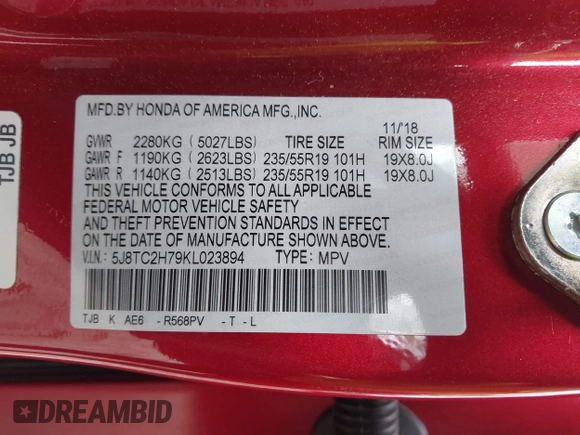 TJB JB
MFD.BY HONDA OF AMERICA MFG.,INC.
11/'18
GVWR 2280KG (5027LBS) TIRE SIZE RIM SIZE
GAWR F 1190KG (2623LBS) 235/55R19 101H 19X8.0J
GAWR R 1140KG (2513LBS) 235/55R19 101H 19X8.0J
THIS VEHICLE CONFORMS TO ALL APPLICABLE
FEDERAL MOTOR VEHICLE SAFETY
AND THEFT PREVENTION STANDARDS IN EFFECT
ON THE DATE OF MANUFACTURE SHOWN ABOVE.
V.I.N.: 5J8TC2H79KL023894 TYPE: MPV
TJB K AE6 - R568PV - T - L
DREAMBID